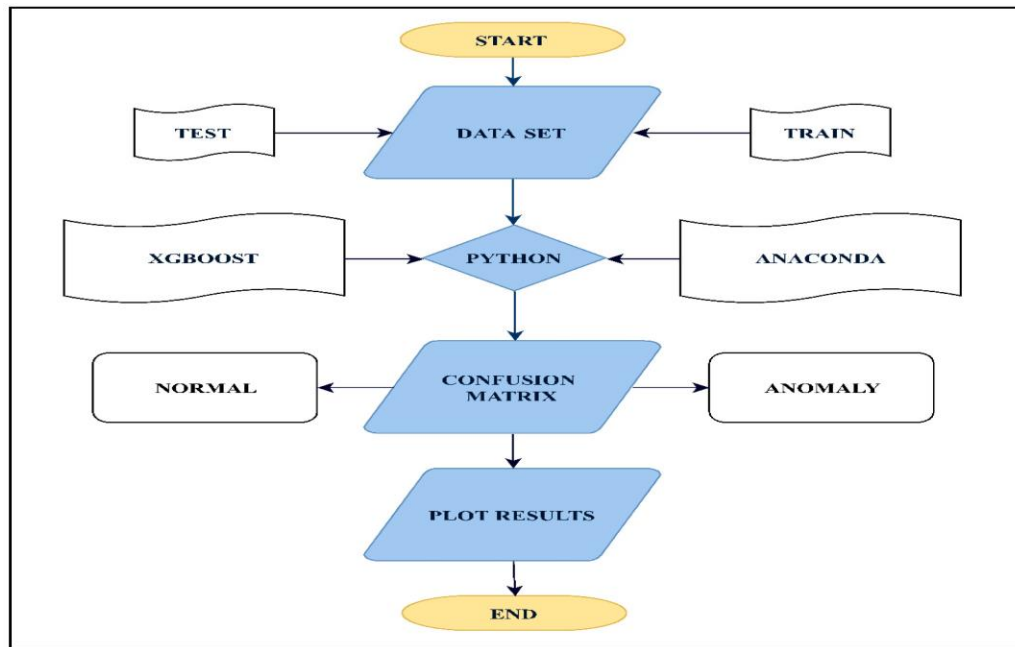 START
TEST
DATA SET
TRAIN
XGBOOST
PYTHON
ANACONDA
NORMAL
CONFUSION
MATRIX
ANOMALY
PLOT RESULTS
END